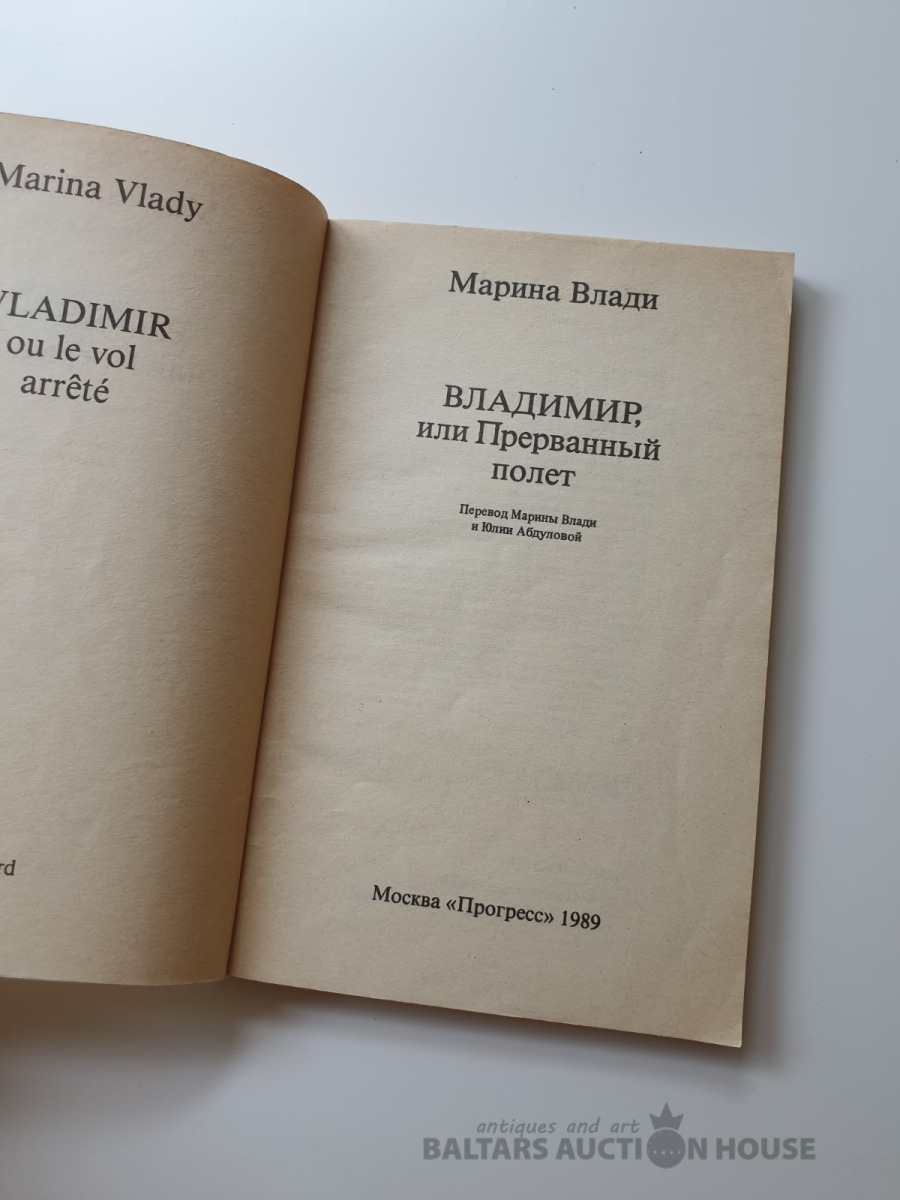 Marina Vlady
VLADIMIR
ou le vol
arrêté
Марина Влади
ВЛАДИМИР,
или Прерванный
полет
Перевод Марины Влади
и Юлии Абдуловой
Москва «Прогресс» 1989
antiques and art
BALTARS AUCTION HOUSE